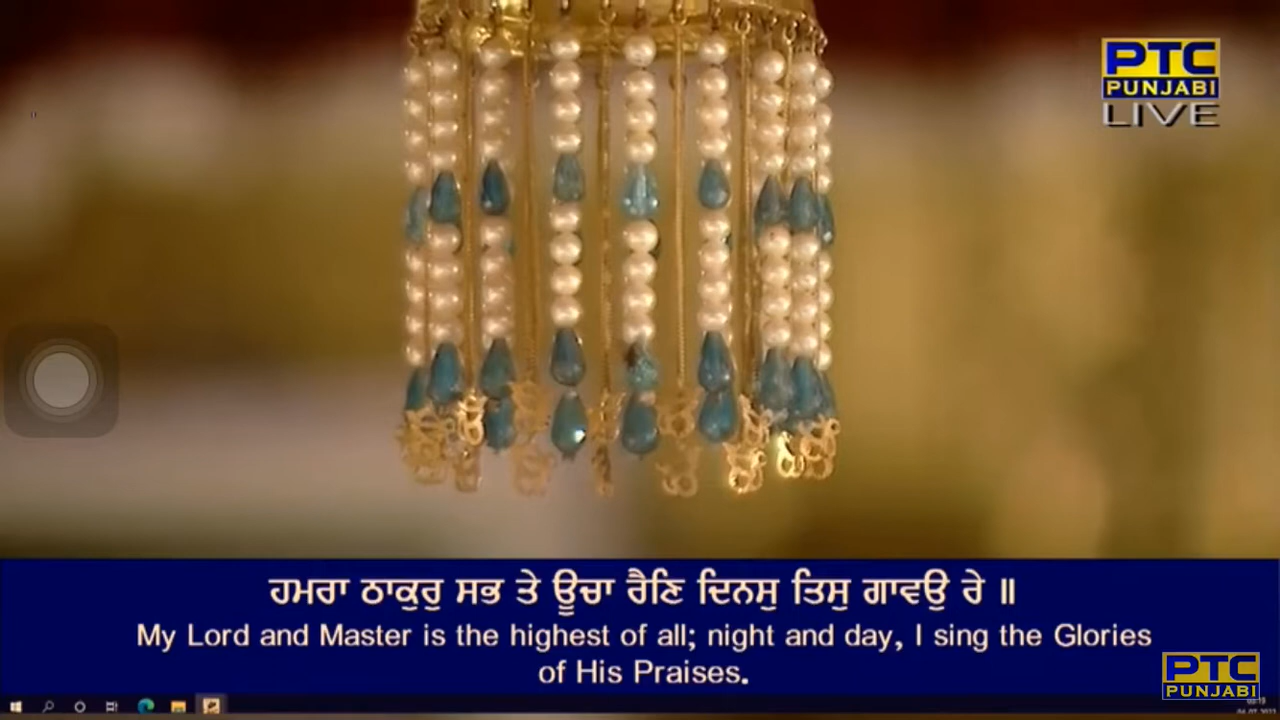 PTC
PUNJABI
LIVE
ਹਮਰਾ ਠਾਕੁਰੁ ਸਭ ਤੇ ਊਚਾ ਰੈਣਿ ਦਿਨਸੁ ਤਿਸੁ ਗਾਵਉ ਰੇ ॥
My Lord and Master is the highest of all; night and day, I sing the Glories
of His Praises.
PTC
PUNJABI